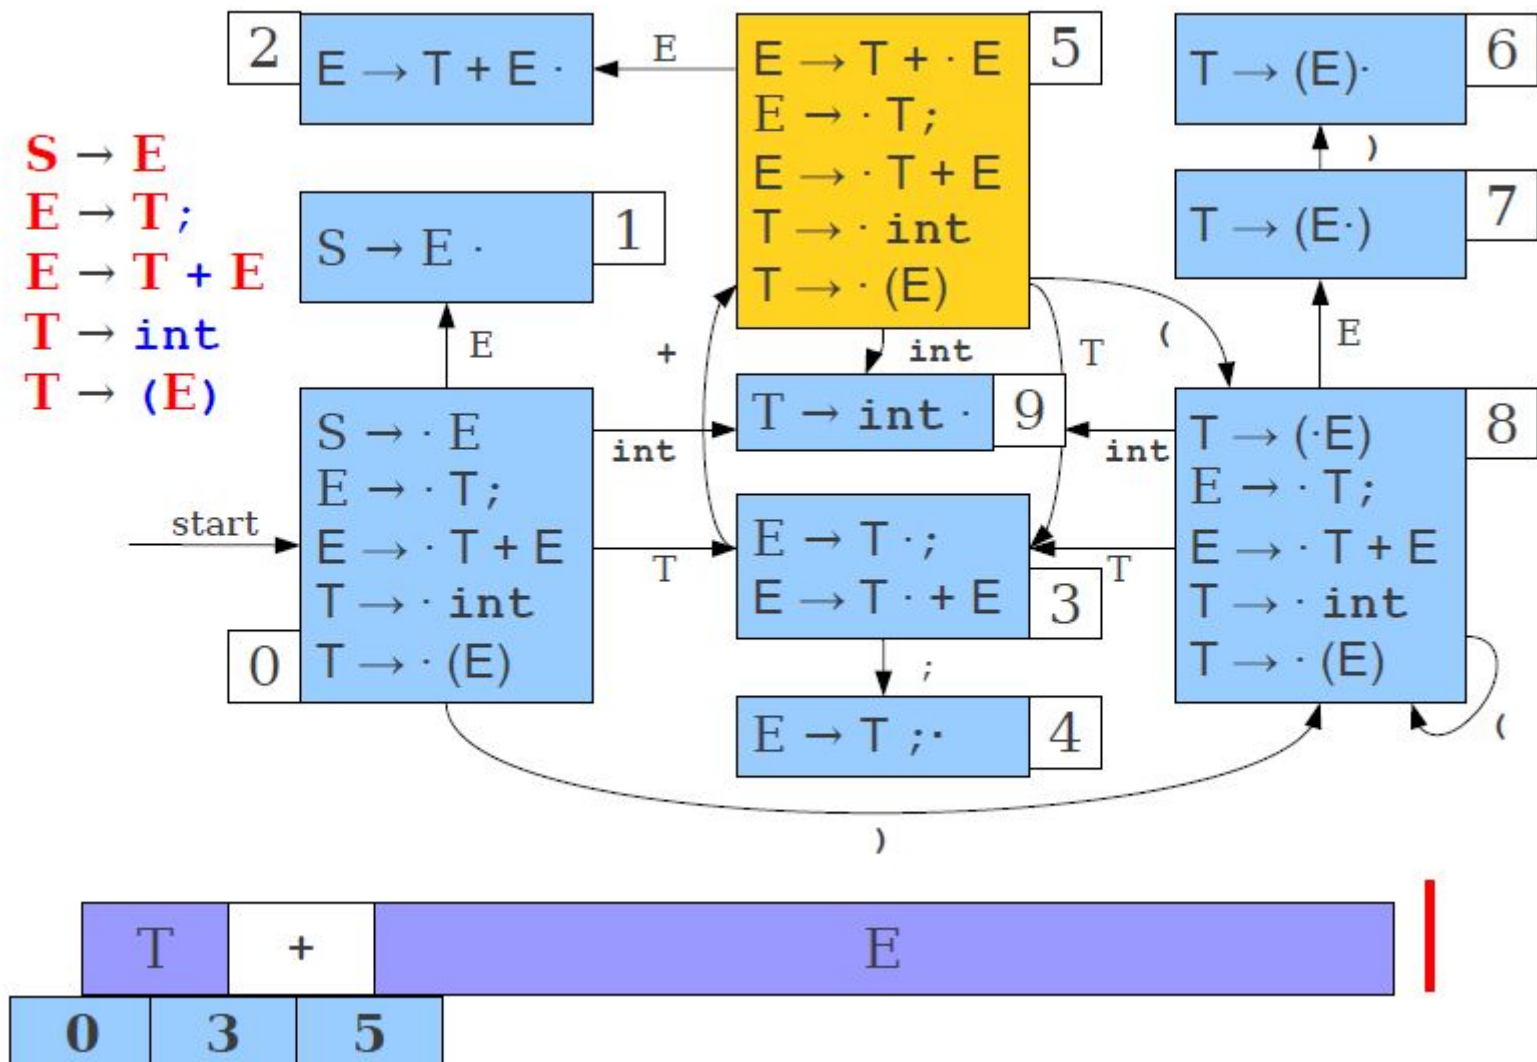 2
E → T + E ·
E
E → T + · E
E → · T;
E → · T + E
T → · int
T → · (E)
5
T → (E)·
6
)
S → E
E → T;
E → T + E
T → int
T → (E)
S → E ·
1
T → (E·)
7
E
+
int
T
(
E
S → · E
E → · T;
E → · T + E
T → · int
T → · (E)
0
start
int
T
T → int ·
9
int
T
E → T ·;
E → T · + E
3
;
E → T ;·
4
T → (·E)
E → · T;
E → · T + E
T → · int
T → · (E)
8
(
)
T + E
0 3 5